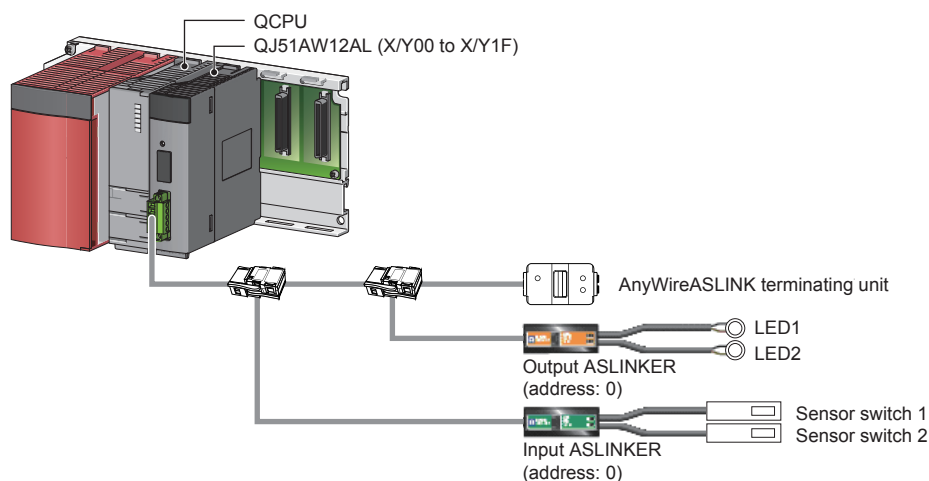 QCPU
QJ51AW12AL (X/Y00 to X/Y1F)
AnyWireASLINK terminating unit
LED1
LED2
Output ASLINKER
(address: 0)
Sensor switch 1
Sensor switch 2
Input ASLINKER
(address: 0)